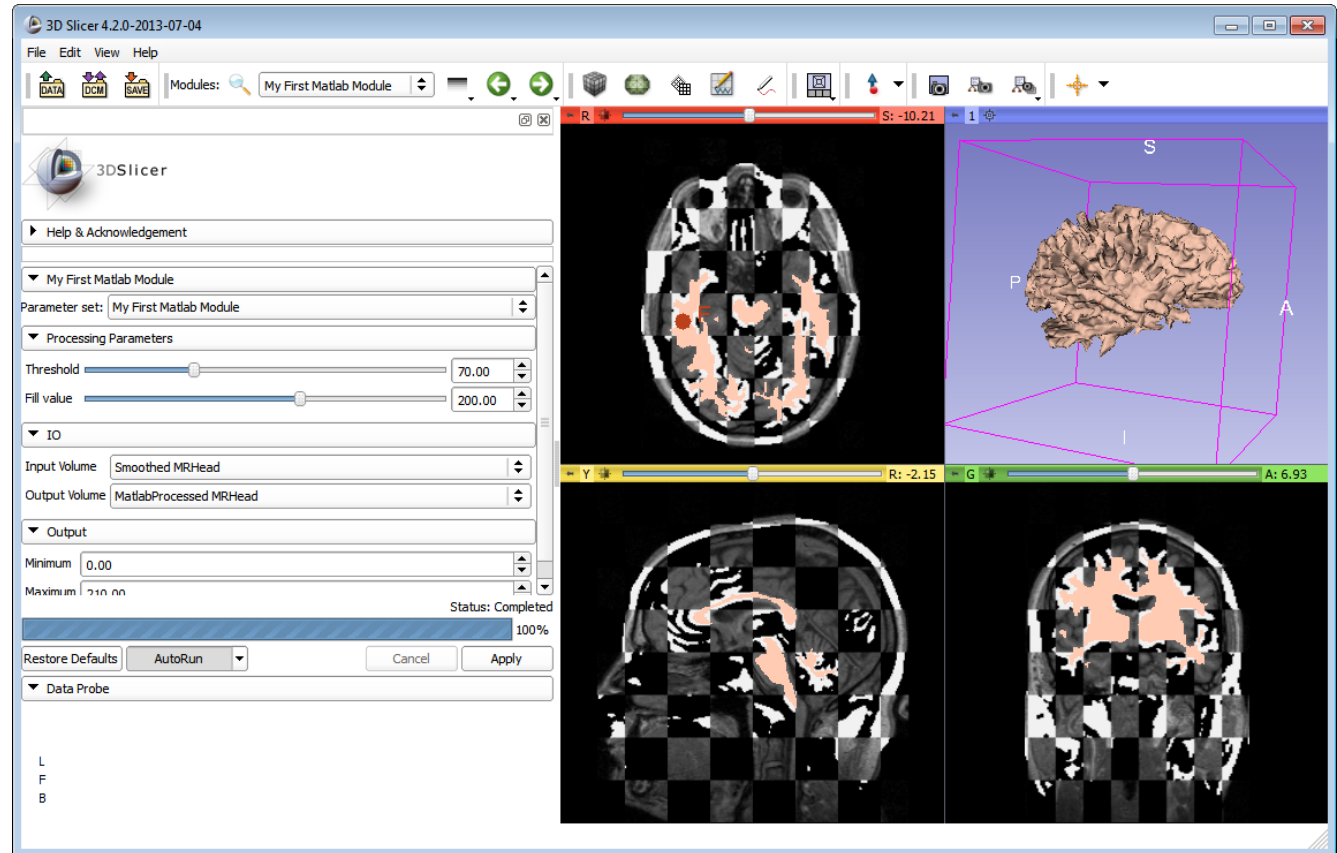 3D Slicer 4.2.0-2013-07-04
File Edit View Help
DATA DCM SAVE Modules: My First Matlab Module
R S: -10.21 1
3DSlicer
Help & Acknowledgement
My First Matlab Module
Parameter set: My First Matlab Module
Processing Parameters
Threshold 70.00
Fill value 200.00
IO
Input Volume Smoothed MRHead
Output Volume MatlabProcessed MRHead
Output
Minimum 0.00
Maximum 210.00
Status: Completed
100%
Restore Defaults AutoRun Cancel Apply
Data Probe
L
F
B
S
P
A
I
Y R: -2.15 G A: 6.93